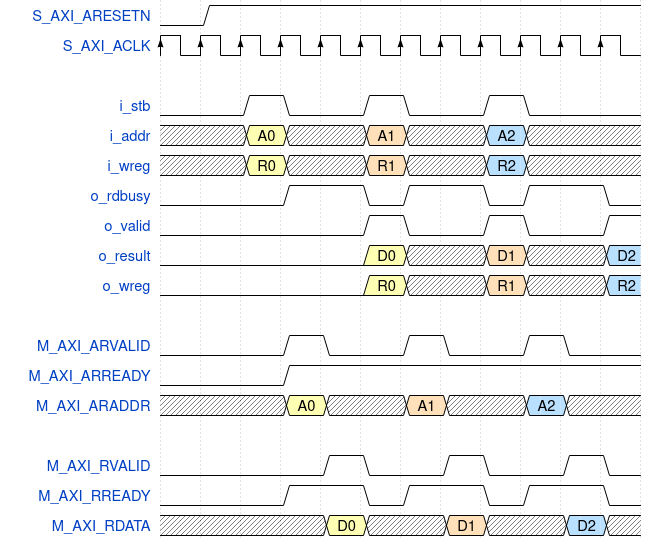 S_AXI_ARESETN
S_AXI_ACLK
i_stb
i_addr A0 A1 A2
i_wreg R0 R1 R2
o_rdbusy
o_valid
o_result D0 D1 D2
o_wreg R0 R1 R2
M_AXI_ARVALID
M_AXI_ARREADY
M_AXI_ARADDR A0 A1 A2
M_AXI_RVALID
M_AXI_RREADY
M_AXI_RDATA D0 D1 D2